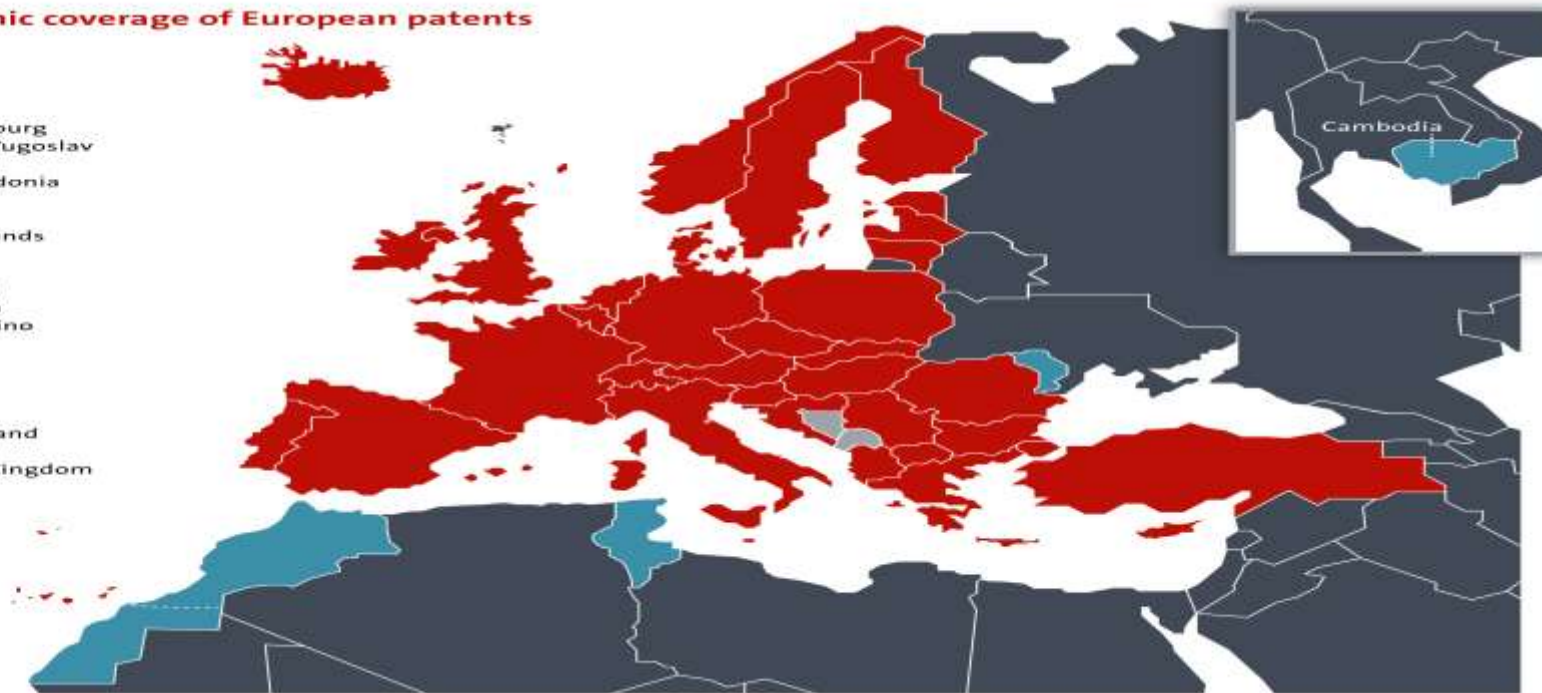 nic coverage of European patents
ourg
ugoslav
donia
nds
ino
and
ingdom
Cambodia